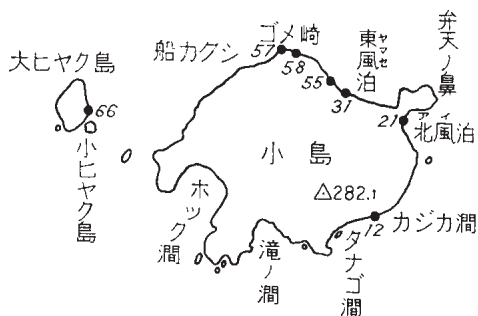 ゴメ崎
船カクシ
57
58
55
31
東風泊
ヤマセ
弁天ノ鼻
大ヒヤク島
66
小ヒヤク島
21
アイ
北風泊
小島
△282.1
ホック澗
滝ノ澗
タナゴ澗
12
カジカ澗